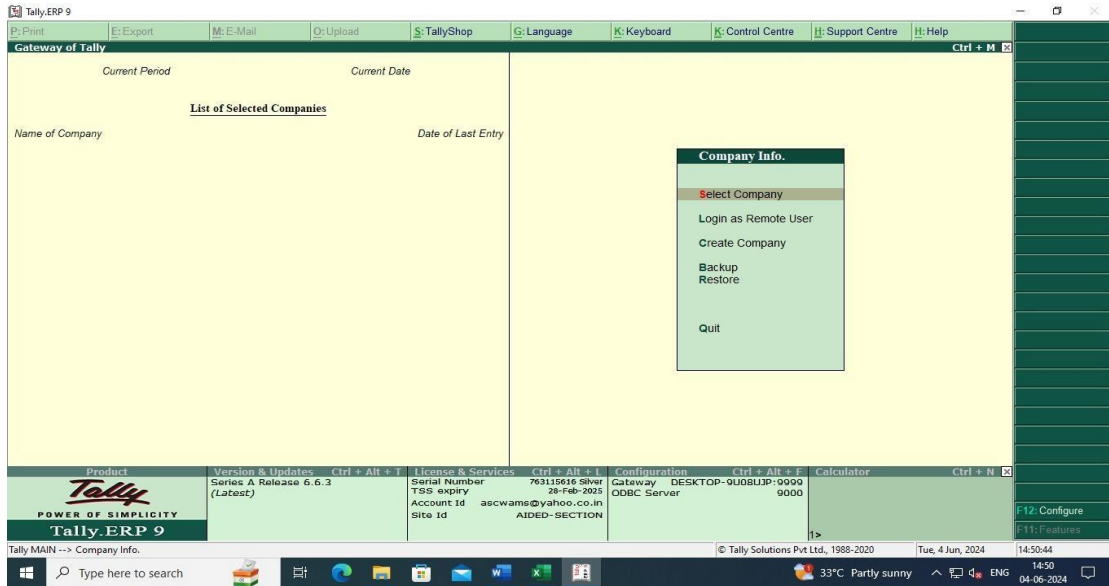 Tally.ERP 9
P: Print E: Export M: E-Mail O: Upload S: TallyShop G: Language K: Keyboard K: Control Centre H: Support Centre H: Help
Gateway of Tally Ctrl + M
Current Period Current Date
List of Selected Companies
Name of Company Date of Last Entry
Company Info.
Select Company
Login as Remote User
Create Company
Backup
Restore
Quit
Product Version & Updates Ctrl + Alt + T License & Services Ctrl + Alt + L Configuration Ctrl + Alt + F Calculator Ctrl + N
Tally
POWER OF SIMPLICITY
Tally.ERP 9
Series A Release 6.6.3
(Latest)
Serial Number 763115616 Silver
TSS expiry 28-Feb-2025
Account Id ascwams@yahoo.co.in
Site Id AIDED-SECTION
Gateway DESKTOP-9U08UJP:9999
ODBC Server 9000
1>
F12: Configure
F11: Features
Tally MAIN --> Company Info. © Tally Solutions Pvt Ltd., 1988-2020 Tue, 4 Jun, 2024 14:50:44
Type here to search 33°C Partly sunny ENG 14:50
04-06-2024